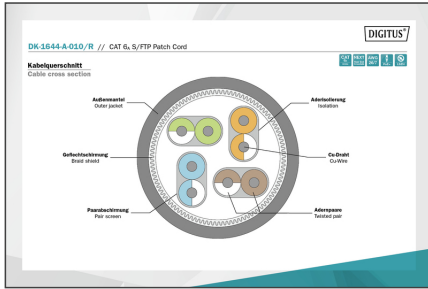 DIGITUS®
DK-1644-A-010/R // CAT 6A S/FTP Patch Cord
Kabelquerschnitt
Cable cross section
Außenmantel
Outer jacket
Aderisolierung
Isolation
Geflechtschirmung
Braid shield
Cu-Draht
Cu-Wire
Paarabschirmung
Pair screen
Adernpaare
Twisted pair